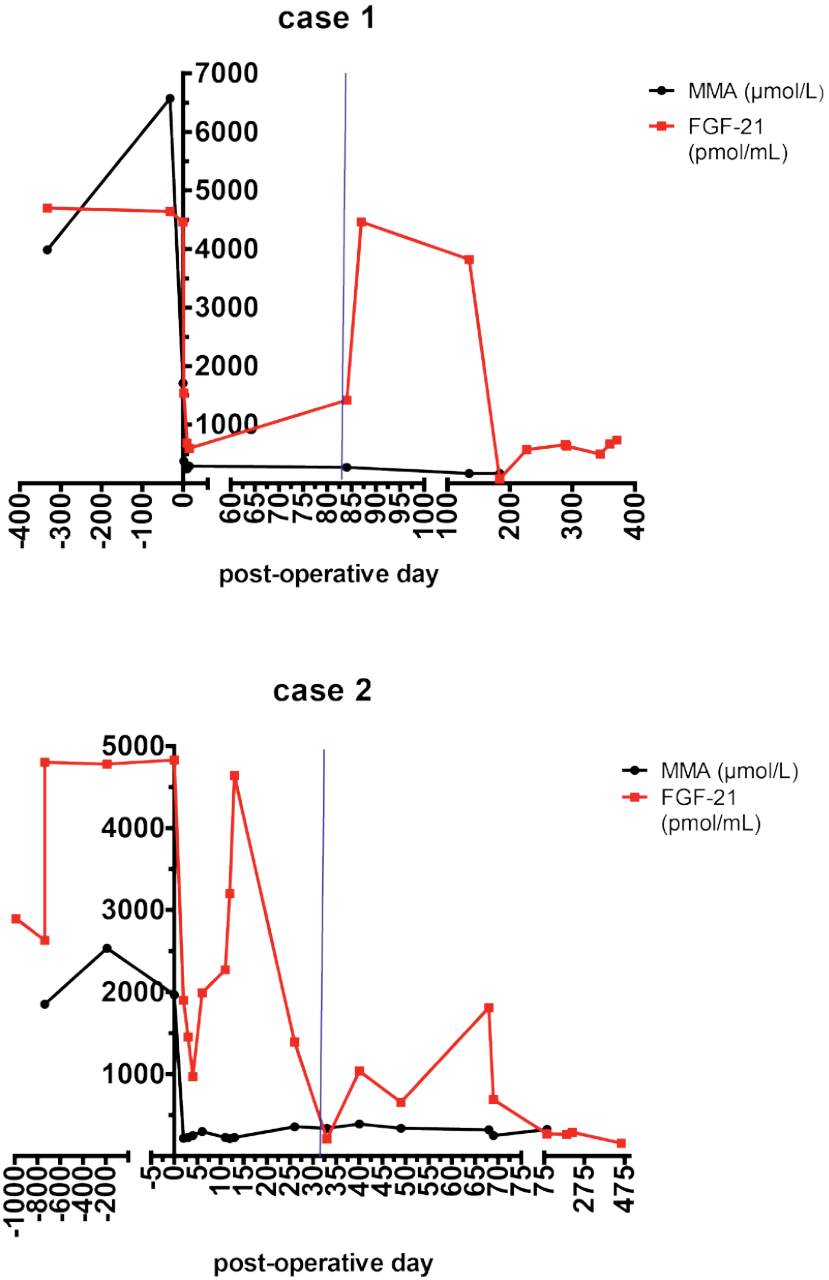 case 1
7000
6000
5000
4000
3000
2000
1000
MMA (µmol/L)
FGF-21
(pmol/mL)
-400 -300 -200 -100 0 60 65 70 75 80 85 90 95 100 100 200 300 400
post-operative day
case 2
5000
4000
3000
2000
1000
MMA (µmol/L)
FGF-21
(pmol/mL)
-1000 -800 -600 -400 -200 -5 0 5 10 15 20 25 30 35 40 45 50 55 60 65 70 75 75 275 475
post-operative day